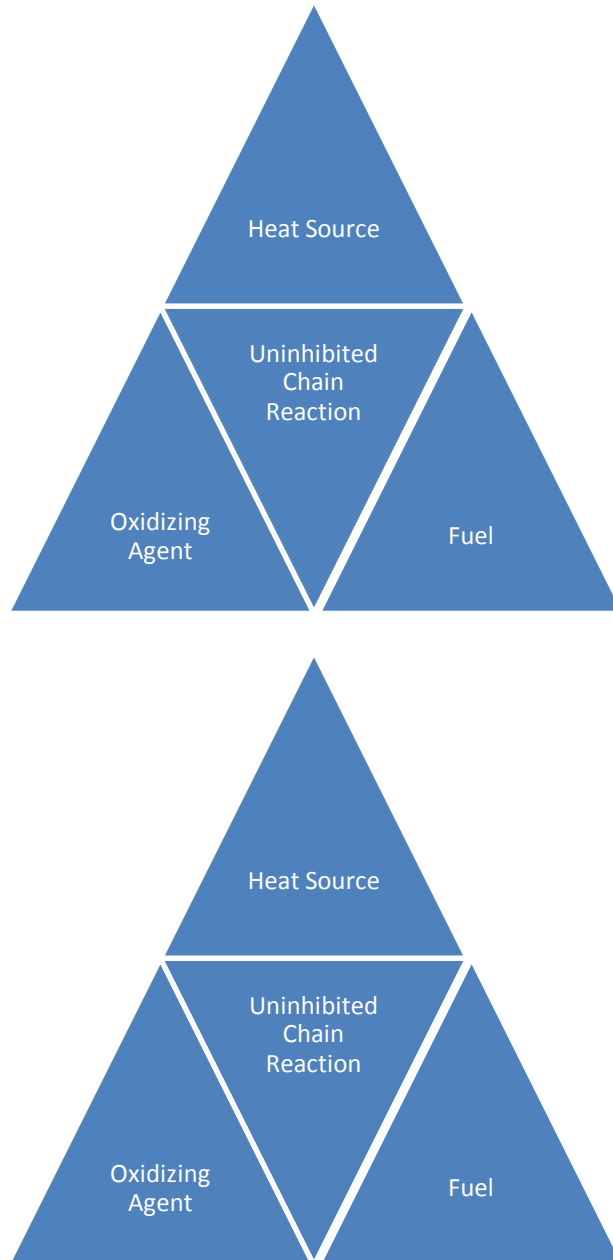 Heat Source
Uninhibited
Chain
Reaction
Oxidizing
Agent
Fuel
Heat Source
Uninhibited
Chain
Reaction
Oxidizing
Agent
Fuel